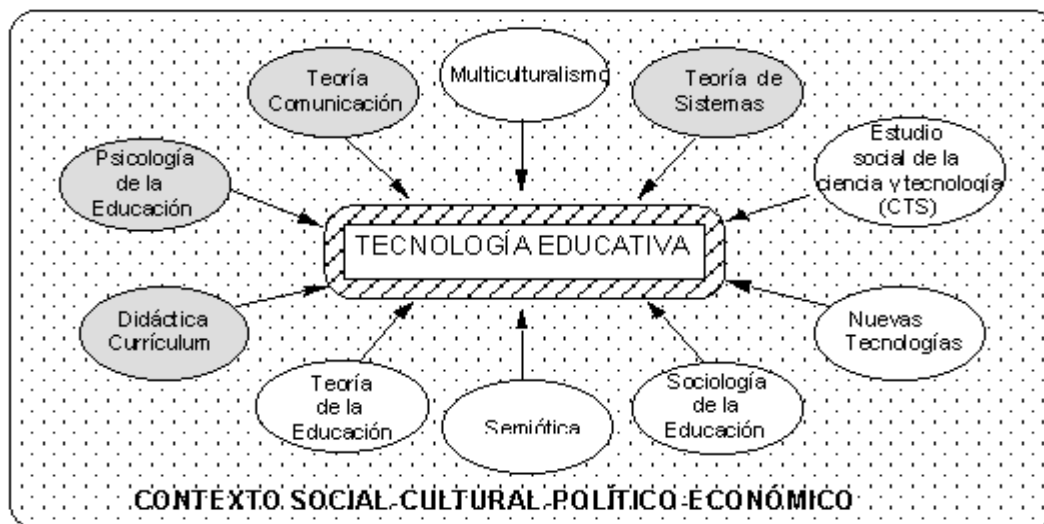 Teoría
Comunicación
Multiculturalismo
Teoría de
Sistemas
Psicología
de la
Educación
Estudio
social de la
ciencia y tecnología
(CTS)
TECNOLOGÍA EDUCATIVA
Didáctica
Currículum
Nuevas
Tecnologías
Teoría
de la
Educación
Semiótica
Sociología
de la
Educación
CONTEXTO SOCIAL-CULTURAL-POLÍTICO-ECONÓMICO